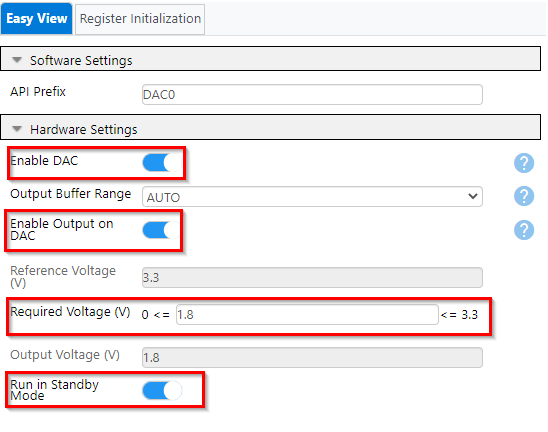 Easy View Register Initialization
Software Settings
API Prefix DAC0
Hardware Settings
Enable DAC ?
Output Buffer Range AUTO ?
Enable Output on
DAC ?
Reference Voltage
(V) 3.3
Required Voltage (V) 0 <= 1.8 <= 3.3
Output Voltage (V) 1.8
Run in Standby
Mode